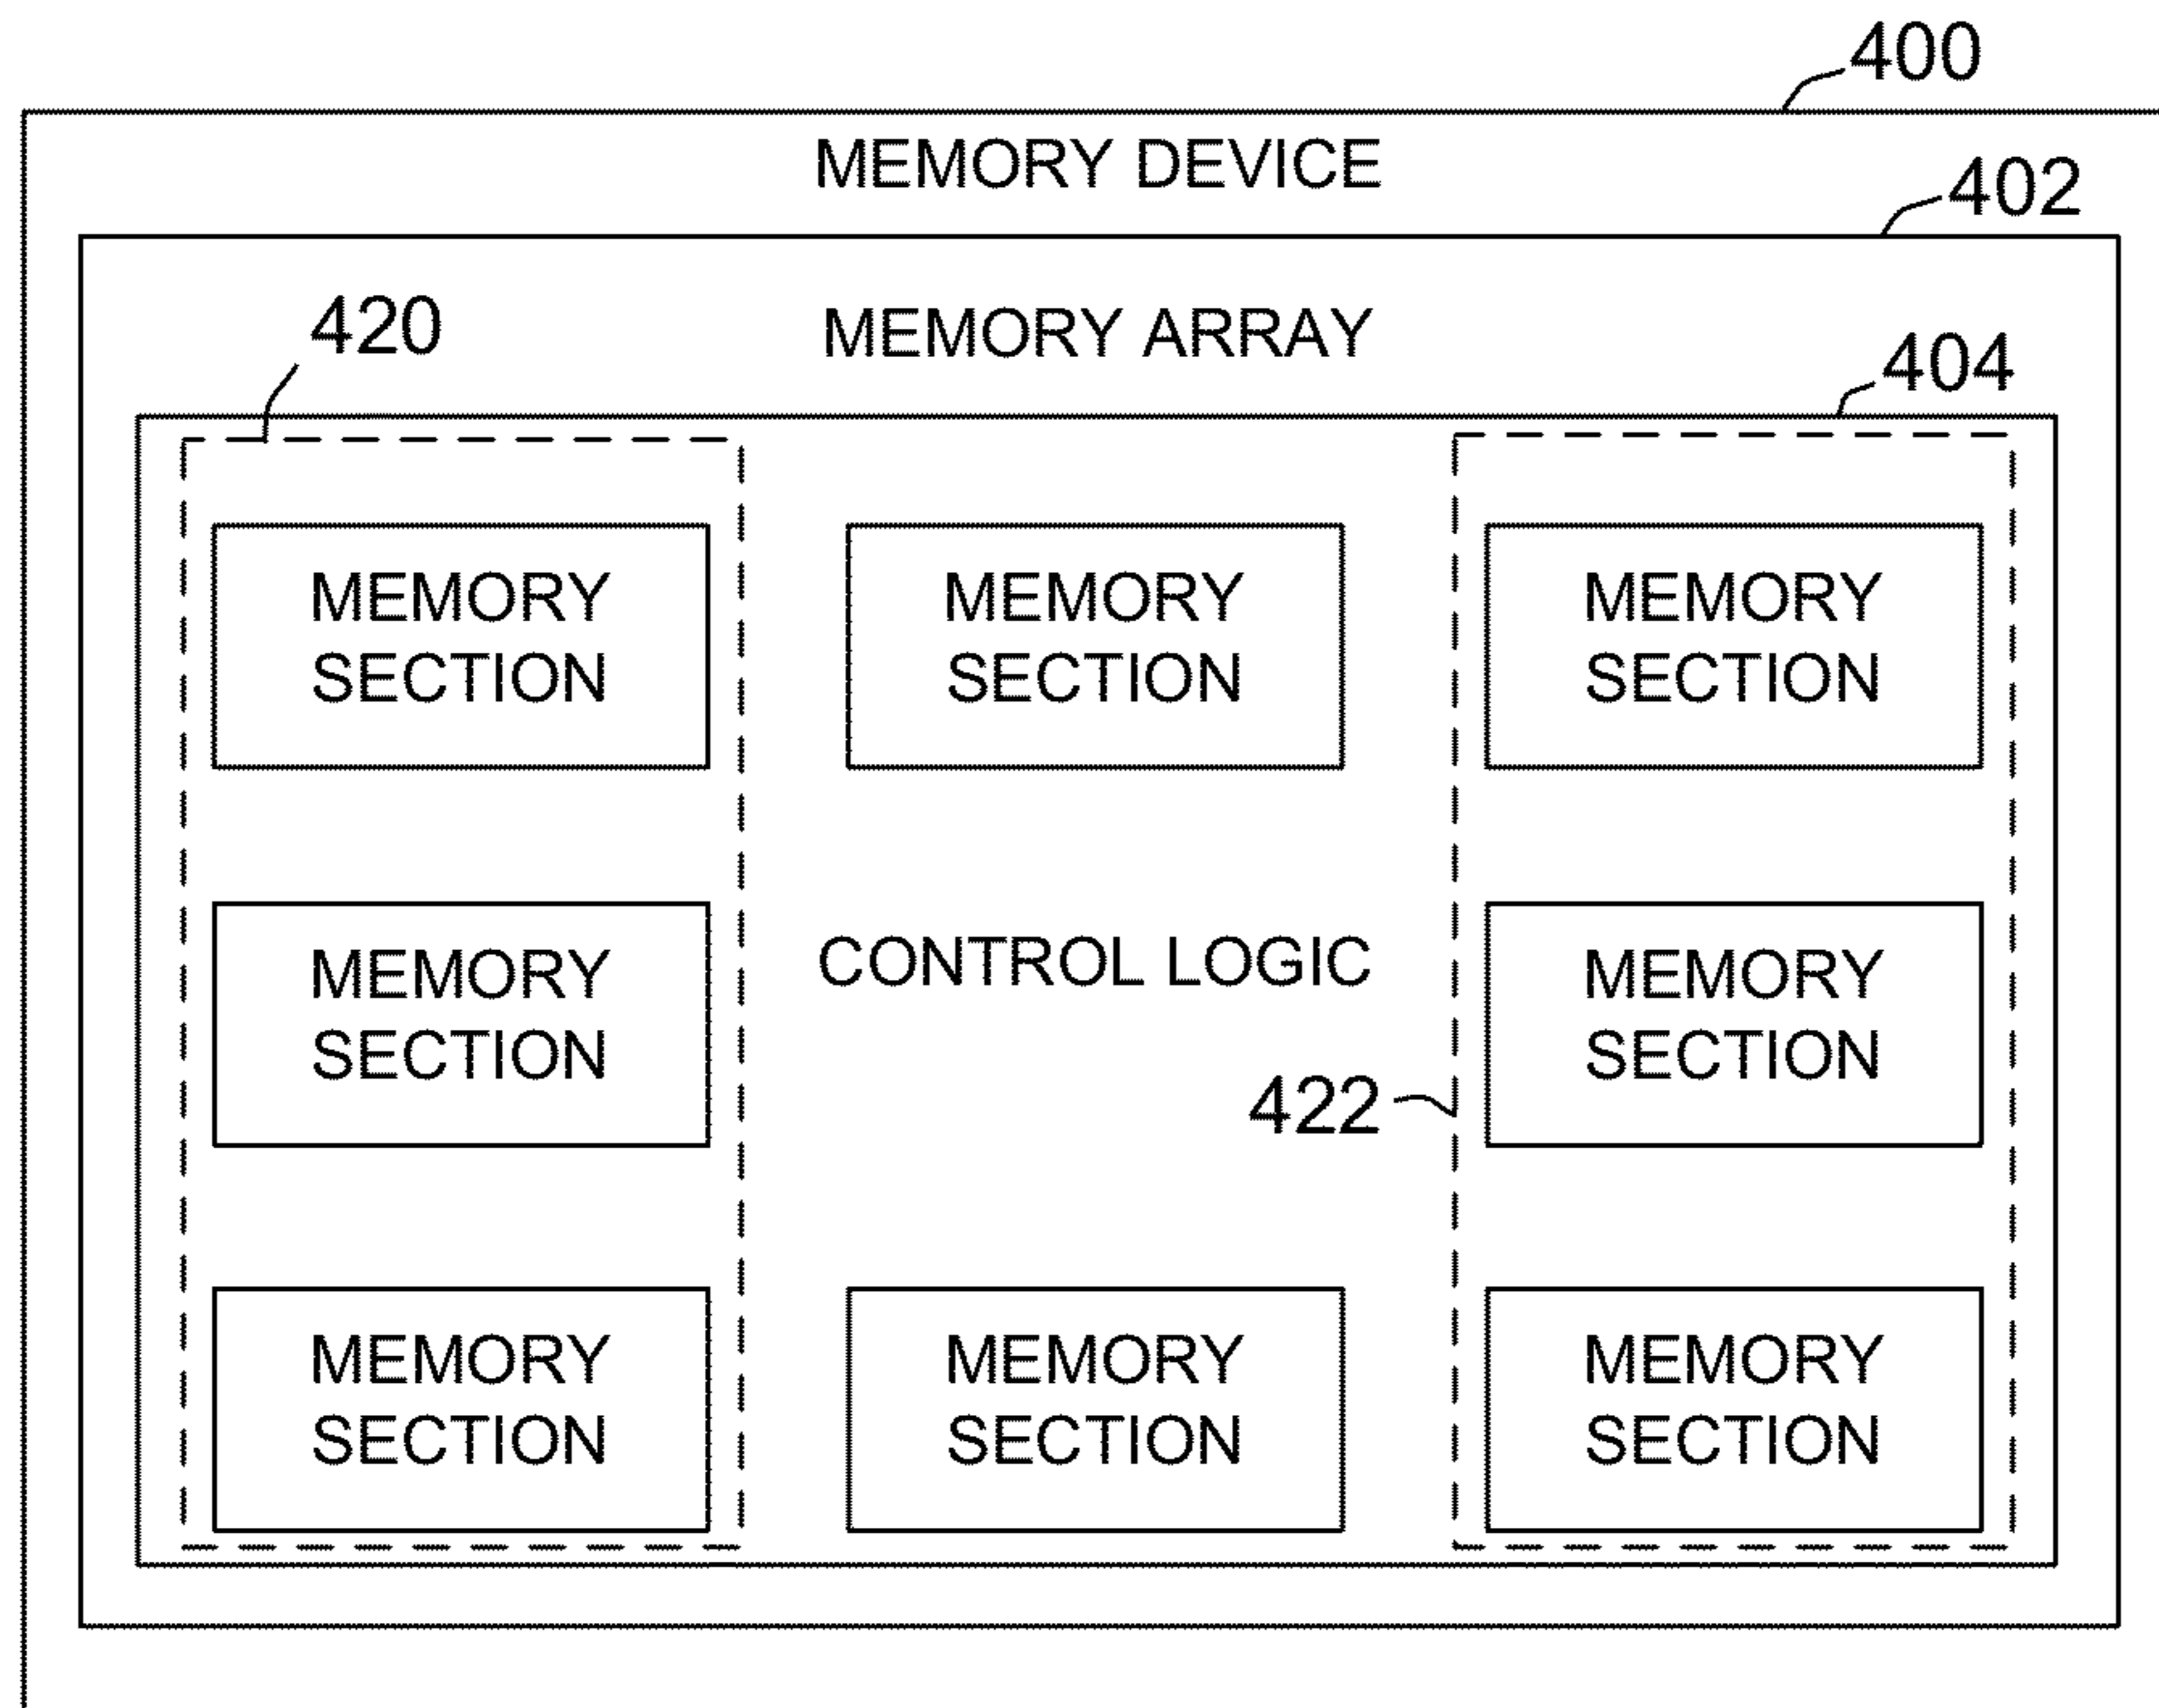 400
MEMORY DEVICE
402
MEMORY ARRAY
420
404
MEMORY
SECTION
MEMORY
SECTION
MEMORY
SECTION
MEMORY
SECTION
CONTROL LOGIC
422
MEMORY
SECTION
MEMORY
SECTION
MEMORY
SECTION
MEMORY
SECTION